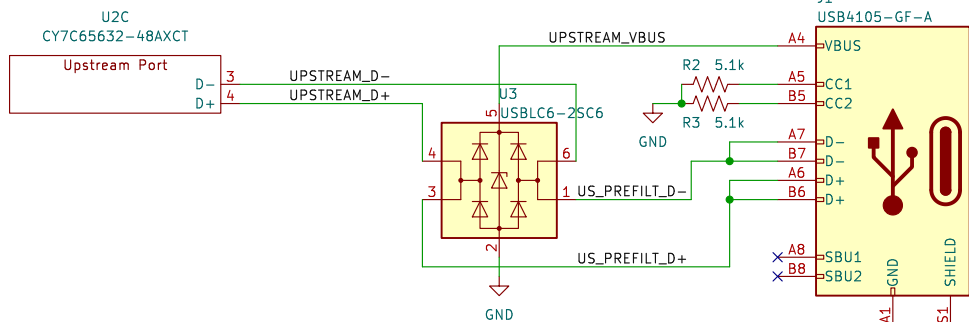 U2C
CY7C65632-48AXCT
Upstream Port
D- 3
D+ 4
UPSTREAM_D-
UPSTREAM_D+
UPSTREAM_VBUS
U3
USBLC6-2SC6
5
4
3
6
1
2
GND
US_PREFILT_D-
US_PREFILT_D+
R2 5.1k
R3 5.1k
GND
USB4105-GF-A
A4 VBUS
A5 CC1
B5 CC2
A7 D-
B7 D-
A6 D+
B6 D+
A8 SBU1
B8 SBU2
GND
SHIELD
A1
S1